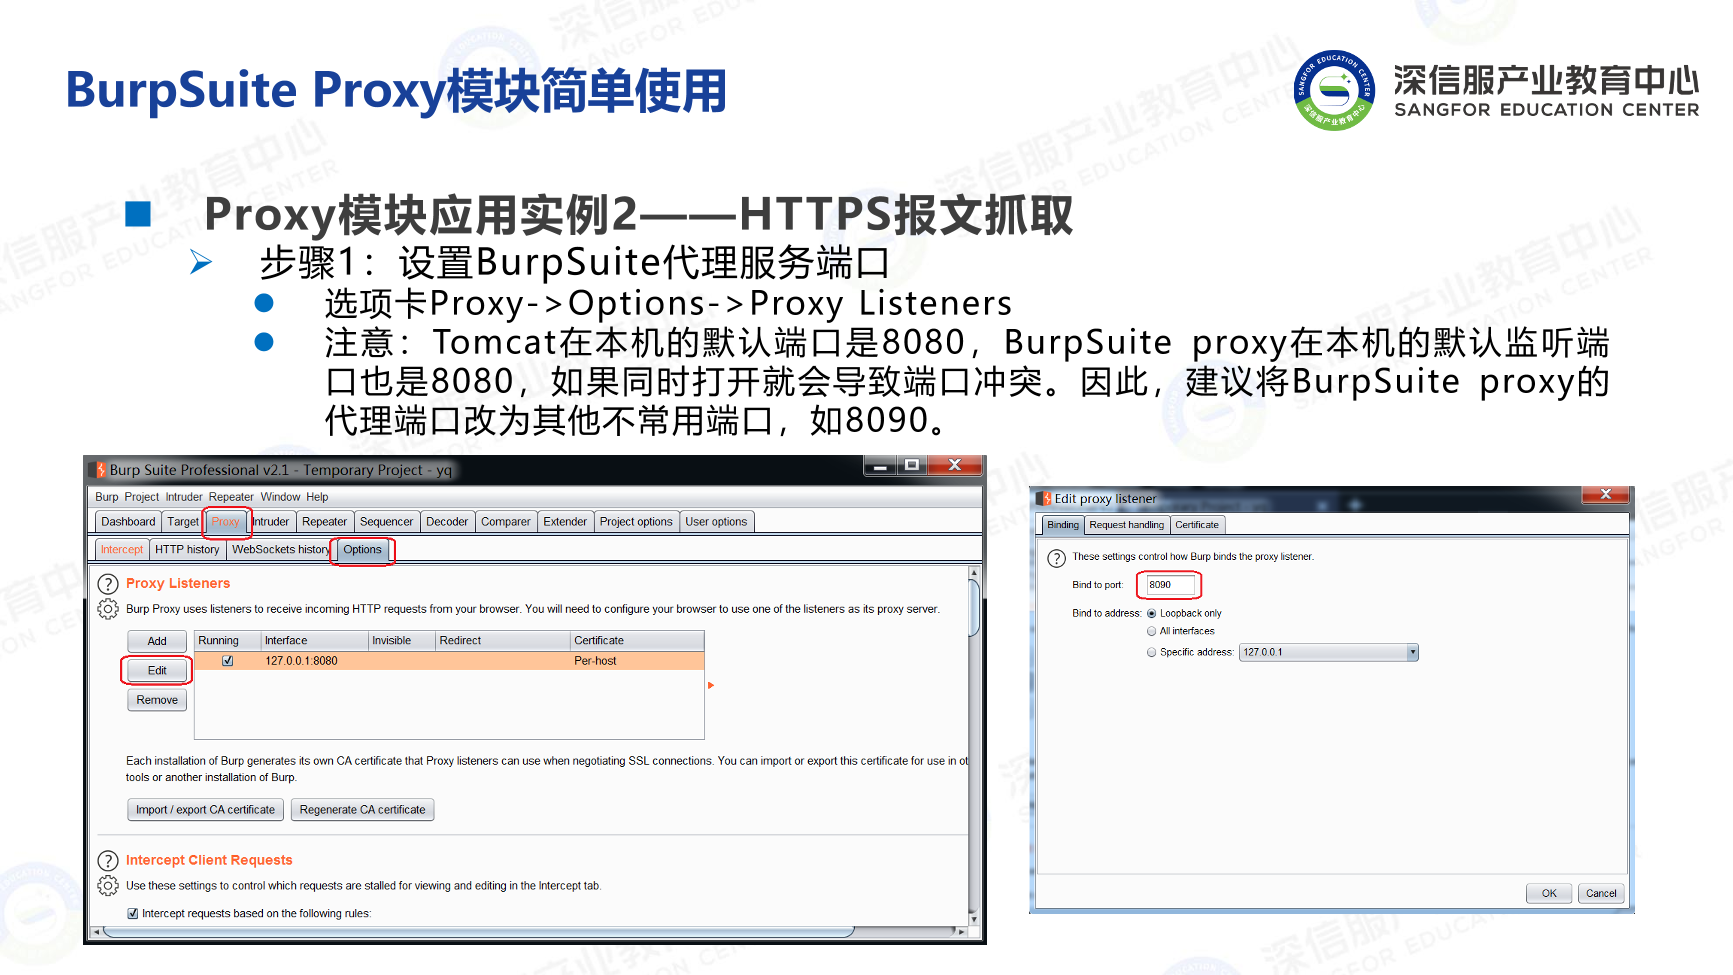 BurpSuite Proxy模块简单使用
深信服产业教育中心
SANGFOR EDUCATION CENTER
Proxy模块应用实例2——HTTPS报文抓取
步骤1：设置BurpSuite代理服务端口
选项卡Proxy->Options->Proxy Listeners
注意：Tomcat在本机的默认端口是8080，BurpSuite proxy在本机的默认监听端
口也是8080，如果同时打开就会导致端口冲突。因此，建议将BurpSuite proxy的
代理端口改为其他不常用端口，如8090。
Burp Suite Professional v2.1 - Temporary Project - yq
Burp Project Intruder Repeater Window Help
Dashboard Target Proxy Intruder Repeater Sequencer Decoder Comparer Extender Project options User options
Intercept HTTP history WebSockets history Options
Proxy Listeners
Burp Proxy uses listeners to receive incoming HTTP requests from your browser. You will need to configure your browser to use one of the listeners as its proxy server.
Add Running Interface Invisible Redirect Certificate
127.0.0.1:8080 Per-host
Edit
Remove
Each installation of Burp generates its own CA certificate that Proxy listeners can use when negotiating SSL connections. You can import or export this certificate for use in ot
tools or another installation of Burp.
Import / export CA certificate Regenerate CA certificate
Intercept Client Requests
Use these settings to control which requests are stalled for viewing and editing in the Intercept tab.
Intercept requests based on the following rules:
Edit proxy listener
Binding Request handling Certificate
These settings control how Burp binds the proxy listener.
Bind to port: 8090
Bind to address: Loopback only
All interfaces
Specific address: 127.0.0.1
OK Cancel